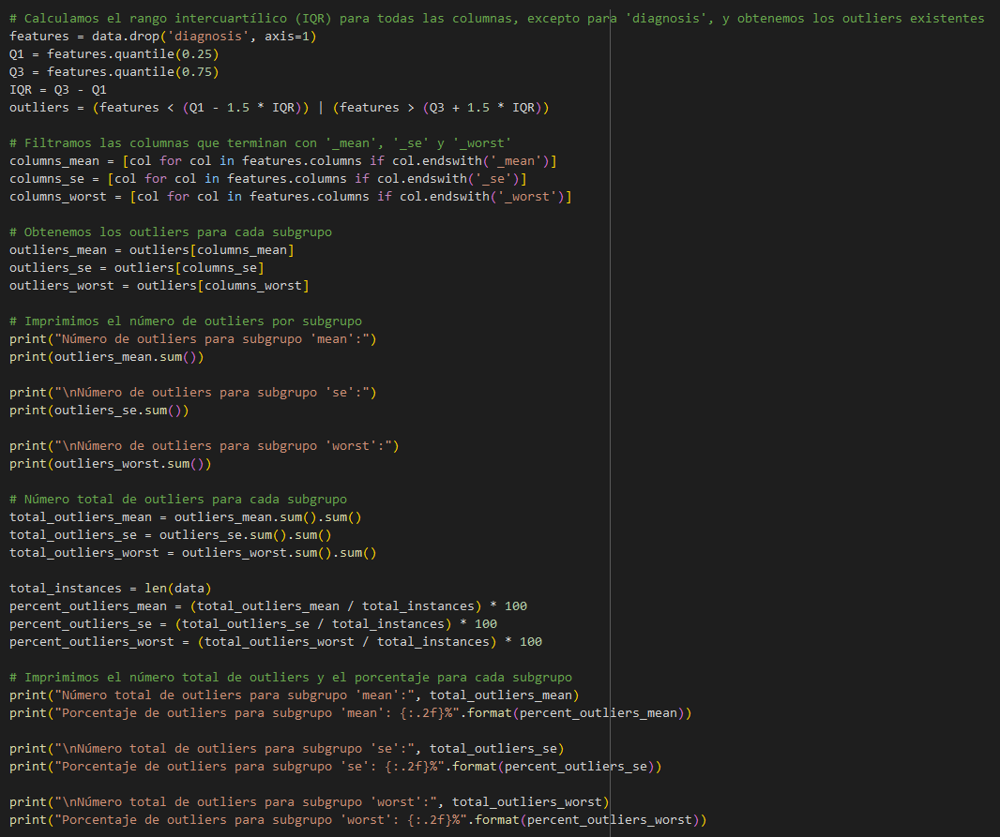 # Calculamos el rango intercuartílico (IQR) para todas las columnas, excepto para 'diagnosis', y obtenemos los outliers existentes
features = data.drop('diagnosis', axis=1)
Q1 = features.quantile(0.25)
Q3 = features.quantile(0.75)
IQR = Q3 - Q1
outliers = (features < (Q1 - 1.5 * IQR)) | (features > (Q3 + 1.5 * IQR))

# Filtramos las columnas que terminan con '_mean', '_se' y '_worst'
columns_mean = [col for col in features.columns if col.endswith('_mean')]
columns_se = [col for col in features.columns if col.endswith('_se')]
columns_worst = [col for col in features.columns if col.endswith('_worst')]

# Obtenemos los outliers para cada subgrupo
outliers_mean = outliers[columns_mean]
outliers_se = outliers[columns_se]
outliers_worst = outliers[columns_worst]

# Imprimimos el número de outliers por subgrupo
print("Número de outliers para subgrupo 'mean':")
print(outliers_mean.sum())

print("\nNúmero de outliers para subgrupo 'se':")
print(outliers_se.sum())

print("\nNúmero de outliers para subgrupo 'worst':")
print(outliers_worst.sum())

# Número total de outliers para cada subgrupo
total_outliers_mean = outliers_mean.sum().sum()
total_outliers_se = outliers_se.sum().sum()
total_outliers_worst = outliers_worst.sum().sum()

total_instances = len(data)
percent_outliers_mean = (total_outliers_mean / total_instances) * 100
percent_outliers_se = (total_outliers_se / total_instances) * 100
percent_outliers_worst = (total_outliers_worst / total_instances) * 100

# Imprimimos el número total de outliers y el porcentaje para cada subgrupo
print("Número total de outliers para subgrupo 'mean':", total_outliers_mean)
print("Porcentaje de outliers para subgrupo 'mean': {:.2f}%".format(percent_outliers_mean))

print("\nNúmero total de outliers para subgrupo 'se':", total_outliers_se)
print("Porcentaje de outliers para subgrupo 'se': {:.2f}%".format(percent_outliers_se))

print("\nNúmero total de outliers para subgrupo 'worst':", total_outliers_worst)
print("Porcentaje de outliers para subgrupo 'worst': {:.2f}%".format(percent_outliers_worst))